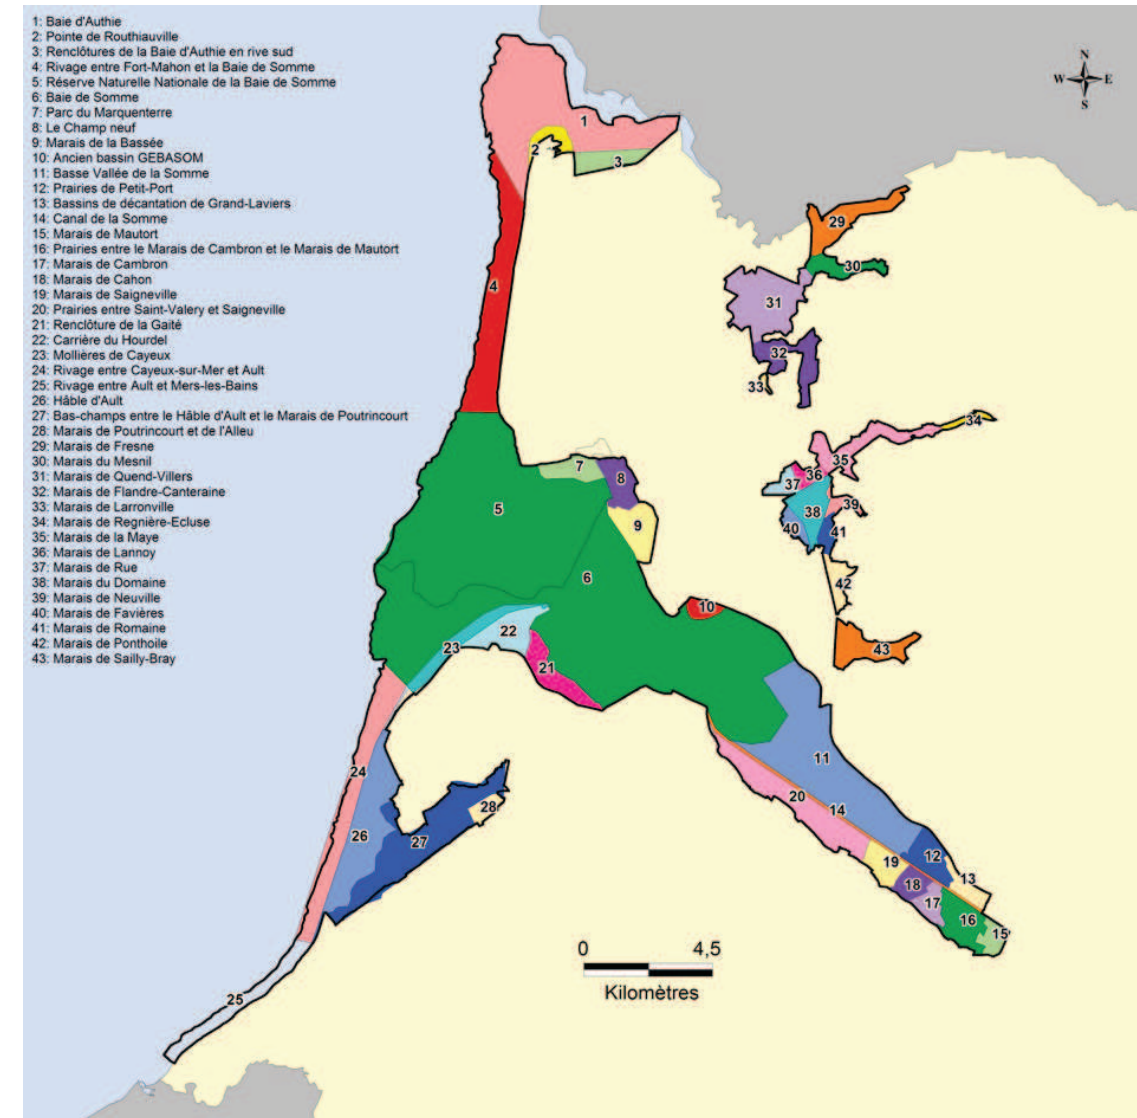 1: Baie d'Authie
2: Pointe de Routhiauville
3: Renclôtures de la Baie d'Authie en rive sud
4: Rivage entre Fort-Mahon et la Baie de Somme
5: Réserve Naturelle Nationale de la Baie de Somme
6: Baie de Somme
7: Parc du Marquenterre
8: Le Champ neuf
9: Marais de la Bassée
10: Ancien bassin GEBASOM
11: Basse Vallée de la Somme
12: Prairies de Petit-Port
13: Bassins de décantation de Grand-Laviers
14: Canal de la Somme
15: Marais de Mautort
16: Prairies entre le Marais de Cambron et le Marais de Mautort
17: Marais de Cambron
18: Marais de Cahon
19: Marais de Saigneville
20: Prairies entre Saint-Valery et Saigneville
21: Renclôture de la Gaité
22: Carrière du Hourdel
23: Mollières de Cayeux
24: Rivage entre Cayeux-sur-Mer et Ault
25: Rivage entre Ault et Mers-les-Bains
26: Hâble d'Ault
27: Bas-champs entre le Hâble d'Ault et le Marais de Poutrincourt
28: Marais de Poutrincourt et de l'Alleu
29: Marais de Fresne
30: Marais du Mesnil
31: Marais de Quend-Villers
32: Marais de Flandre-Canteraine
33: Marais de Larronville
34: Marais de Regnière-Ecluse
35: Marais de la Maye
36: Marais de Lannoy
37: Marais de Rue
38: Marais du Domaine
39: Marais de Neuville
40: Marais de Favières
41: Marais de Romaine
42: Marais de Ponthoile
43: Marais de Sailly-Bray
N
W E
S
1
2
3
29
30
4
31
32
33
34
35
7
36
8
37
5
39
38
9
40
41
6
42
10
22
23
43
21
11
24
20
28
14
26
27
12
19
13
18
17
16
15
0 4,5
Kilomètres
25